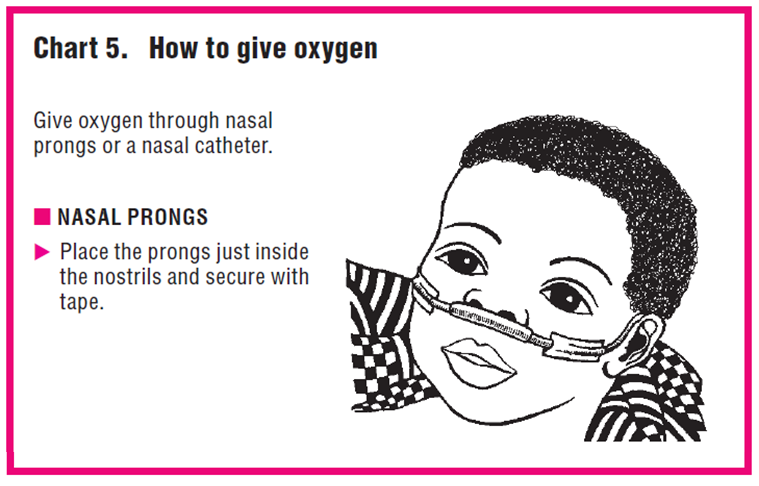 Chart 5. How to give oxygen
Give oxygen through nasal
prongs or a nasal catheter.
NASAL PRONGS
Place the prongs just inside
the nostrils and secure with
tape.